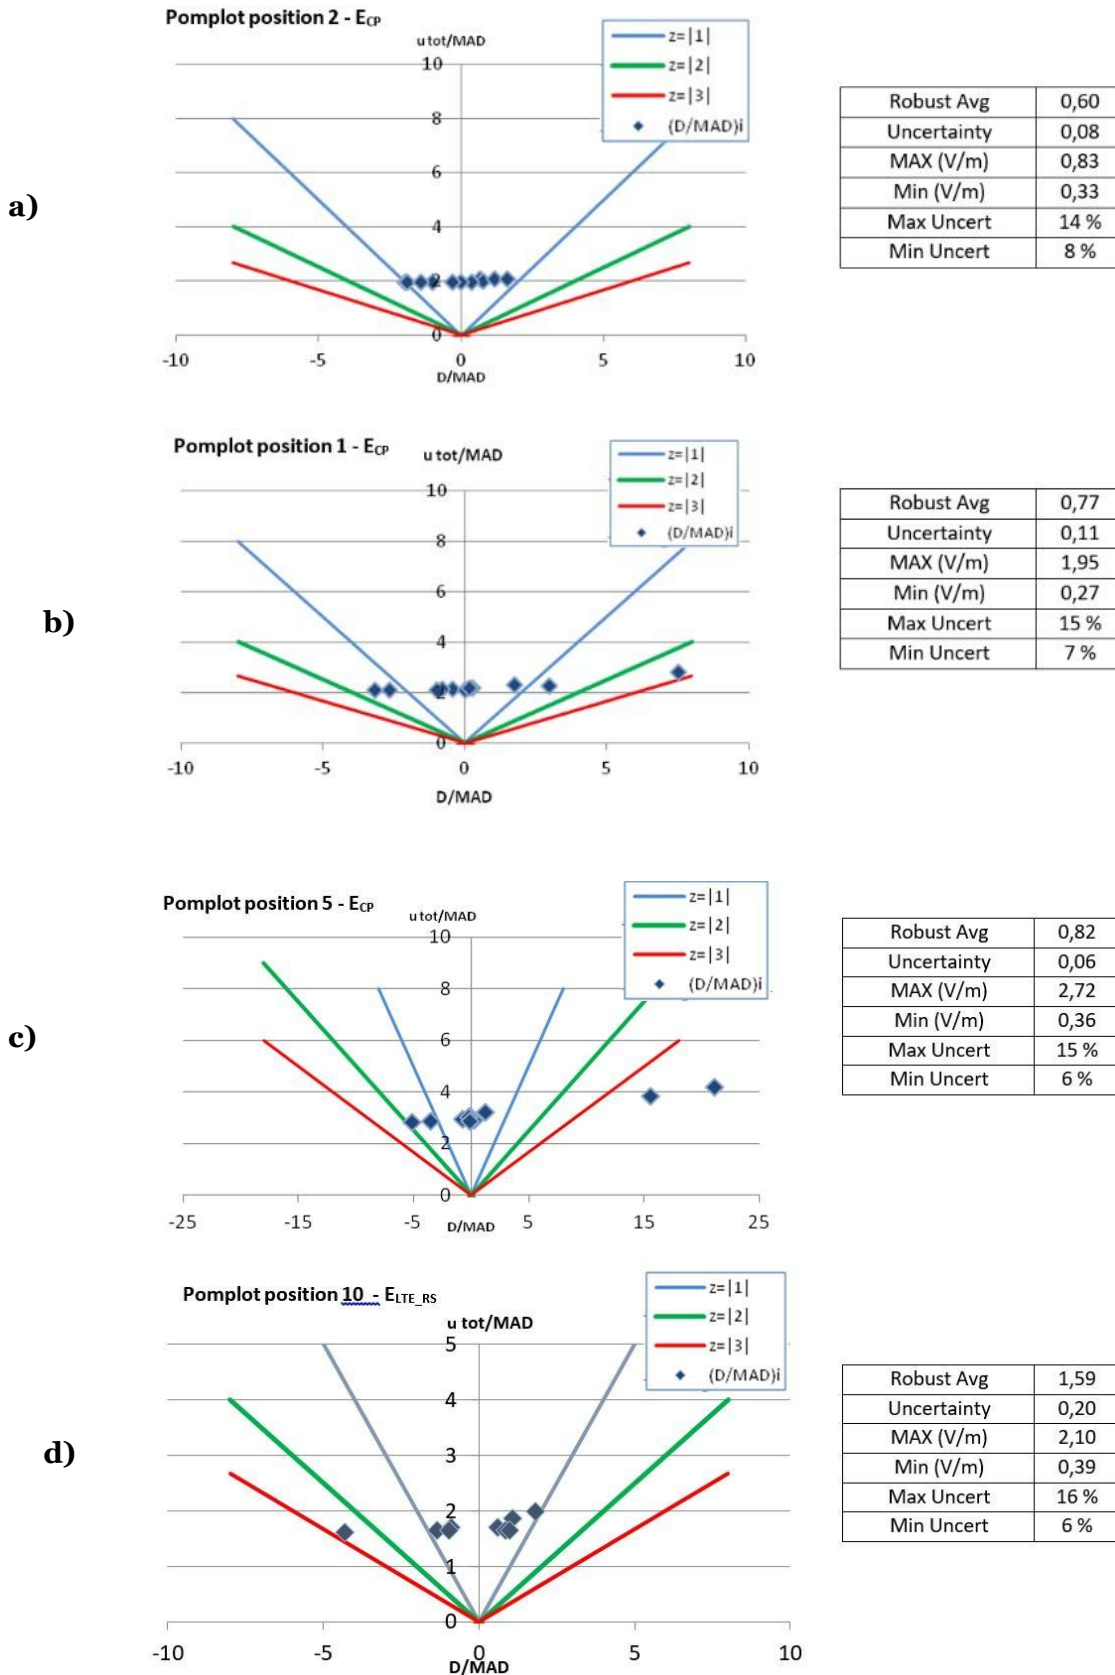 a)
Pomplot position 2 - ECP
u tot/MAD
z=|1|
z=|2|
z=|3|
(D/MAD)i
10
8
6
4
2
0
-10 -5 0 5 10
D/MAD
Robust Avg 0,60
Uncertainty 0,08
MAX (V/m) 0,83
Min (V/m) 0,33
Max Uncert 14 %
Min Uncert 8 %
b)
Pomplot position 1 - ECP
u tot/MAD
z=|1|
z=|2|
z=|3|
(D/MAD)i
10
8
6
4
2
0
-10 -5 0 5 10
D/MAD
Robust Avg 0,77
Uncertainty 0,11
MAX (V/m) 1,95
Min (V/m) 0,27
Max Uncert 15 %
Min Uncert 7 %
c)
Pomplot position 5 - ECP
u tot/MAD
z=|1|
z=|2|
z=|3|
(D/MAD)i
10
8
6
4
2
0
-25 -15 -5 5 15 25
D/MAD
Robust Avg 0,82
Uncertainty 0,06
MAX (V/m) 2,72
Min (V/m) 0,36
Max Uncert 15 %
Min Uncert 6 %
d)
Pomplot position 10 - ELTE_RS
u tot/MAD
z=|1|
z=|2|
z=|3|
(D/MAD)i
5
4
3
2
1
0
-10 -5 0 5 10
D/MAD
Robust Avg 1,59
Uncertainty 0,20
MAX (V/m) 2,10
Min (V/m) 0,39
Max Uncert 16 %
Min Uncert 6 %